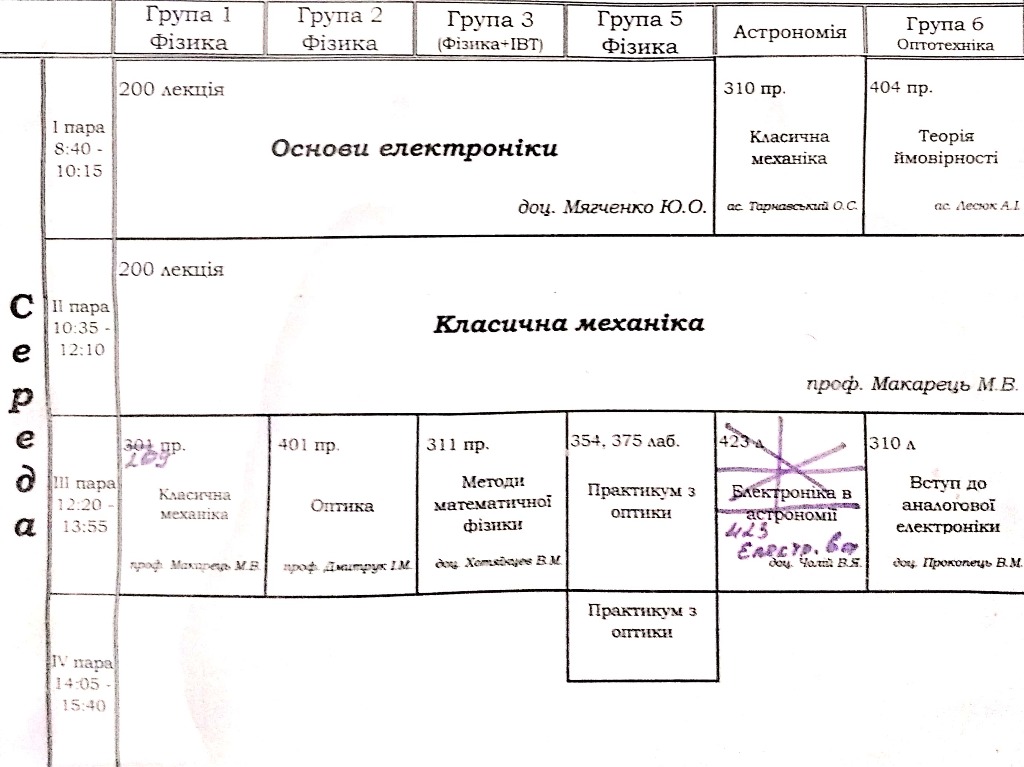 Група 1
Фізика
Група 2
Фізика
Група 3
(Фізика+ІВТ)
Група 5
Фізика
Астрономія
Група 6
Оптотехніка
Середа
І пара
8:40 -
10:15
200 лекція
Основи електроніки
доц. Мягченко Ю.О.
310 пр.
Класична
механіка
ас. Тарнавський О.С.
404 пр.
Теорія
ймовірності
ас. Лесюк А.І.
ІІ пара
10:35 -
12:10
200 лекція
Класична механіка
проф. Макарець М.В.
ІІІ пара
12:20 -
13:55
301 пр.
209
Класична
механіка
проф. Макарець М.В.
401 пр.
Оптика
проф. Дмитрук І.М.
311 пр.
Методи
математичної
фізики
доц. Хотяїнцев В.М.
354, 375 лаб.
Практикум з
оптики
423 л
Електроніка в
астрономії
423
Електр. в
доц. Чолій В.Я.
310 л
Вступ до
аналогової
електроніки
доц. Прокопець В.М.
IV пара
14:05 -
15:40
Практикум з
оптики